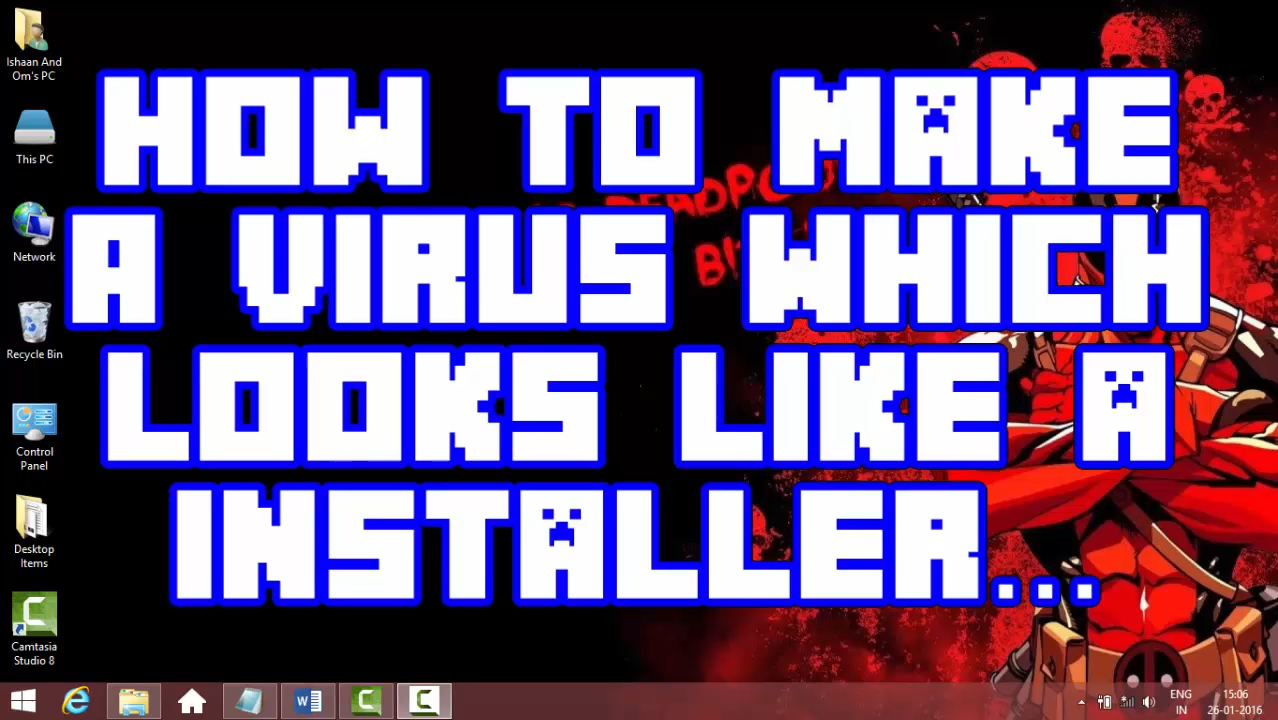 Ishaan And
Om's PC
This PC
Network
Recycle Bin
Control
Panel
Desktop
Items
Camtasia
Studio 8
HOW TO MAKE
A VIRUS WHICH
LOOKS LIKE A
INSTALLER...
ENG
IN
15:06
26-01-2016